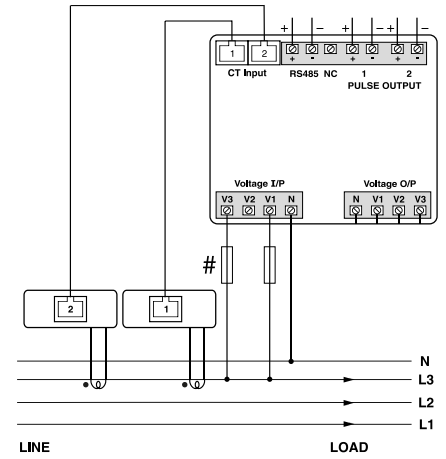 + - + - + -
1 2
+ - + - + -
CT Input RS485 NC 1 2
PULSE OUTPUT
Voltage I/P Voltage O/P
V3 V2 V1 N N V1 V2 V3
#
2 1
N
L3
L2
L1
LINE LOAD